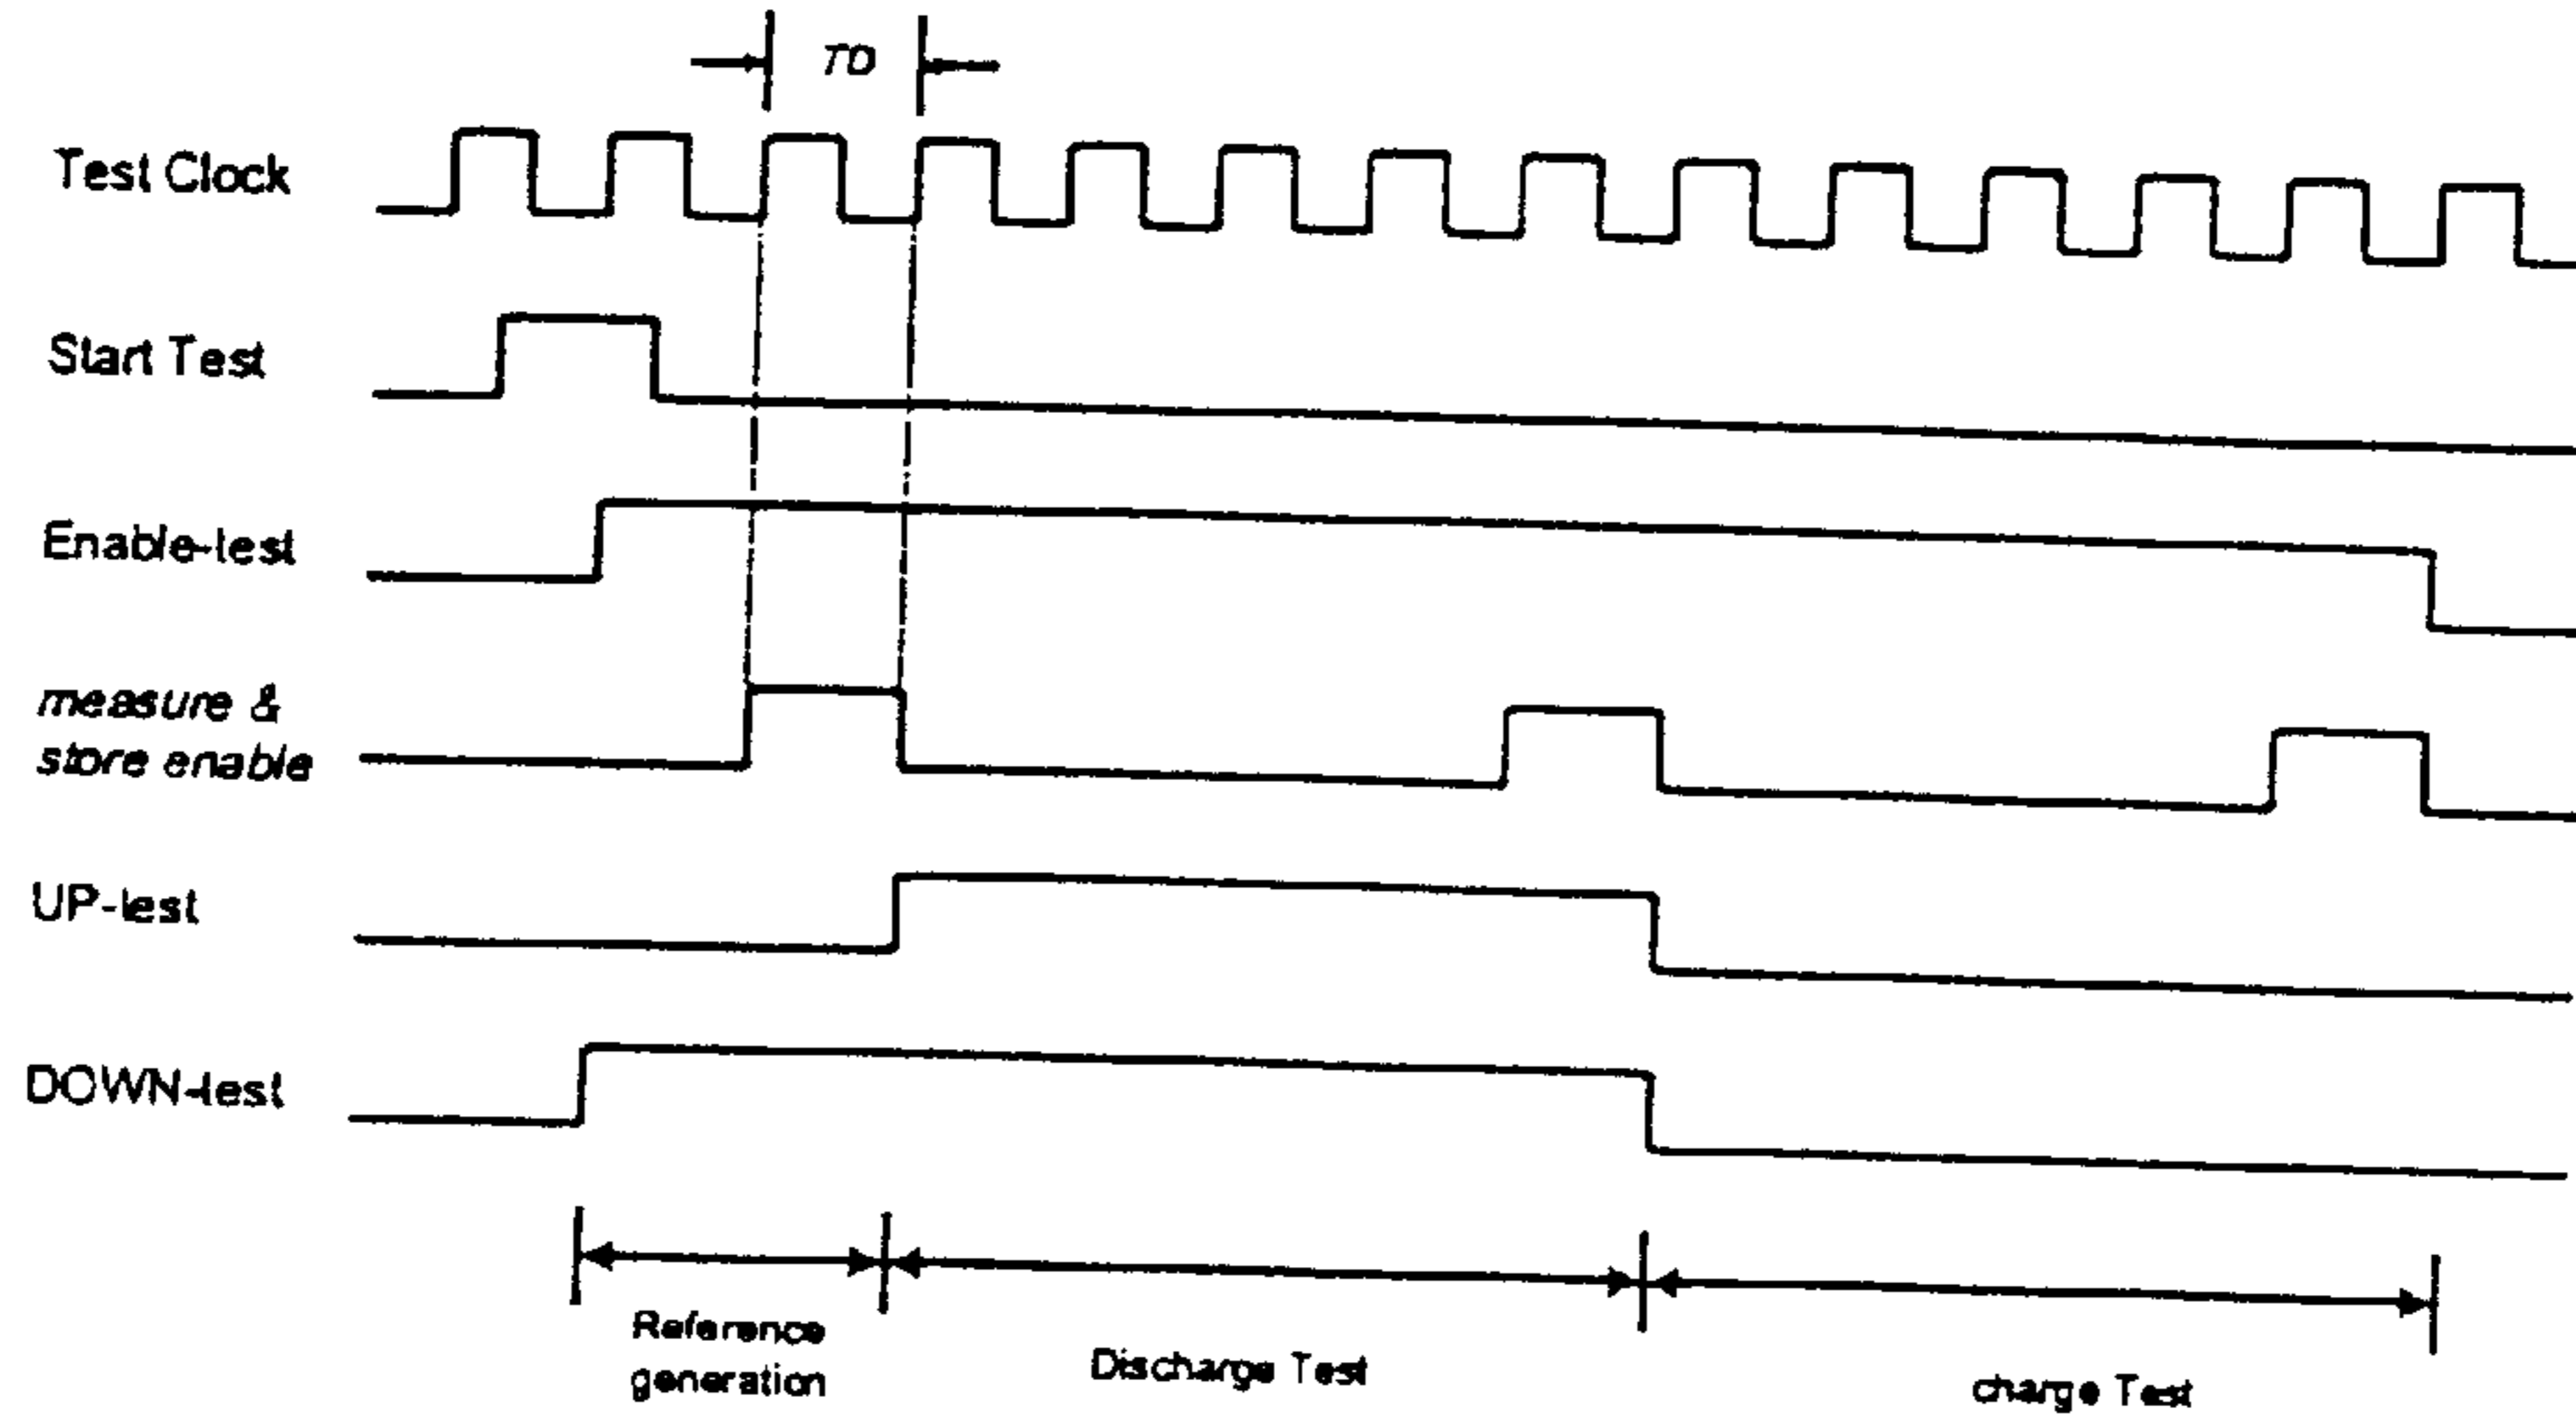 TD
Test Clock
Start Test
Enable-test
measure &
store enable
UP-test
DOWN-test
Reference
generation
Discharge Test
charge Test